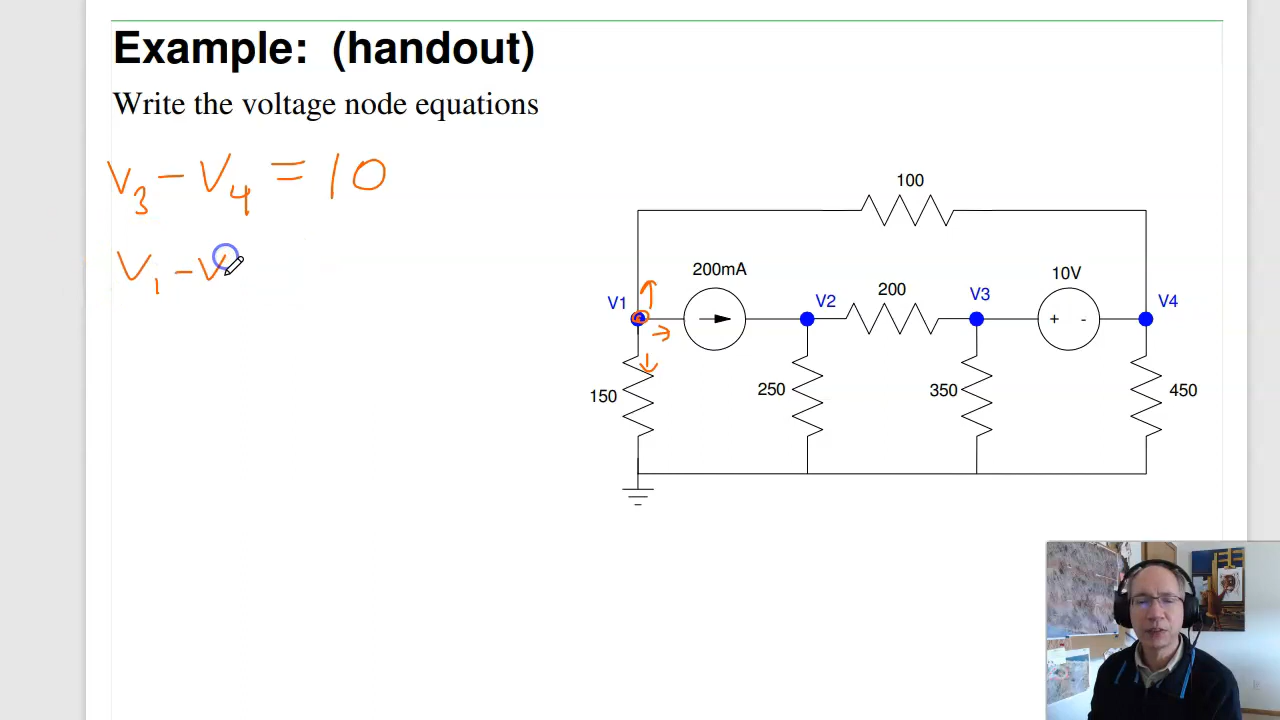 Example: (handout)
Write the voltage node equations
V3 - V4 = 10
V1 - V
100
200mA
10V
V1
V2
200
V3
V4
+ -
150
250
350
450